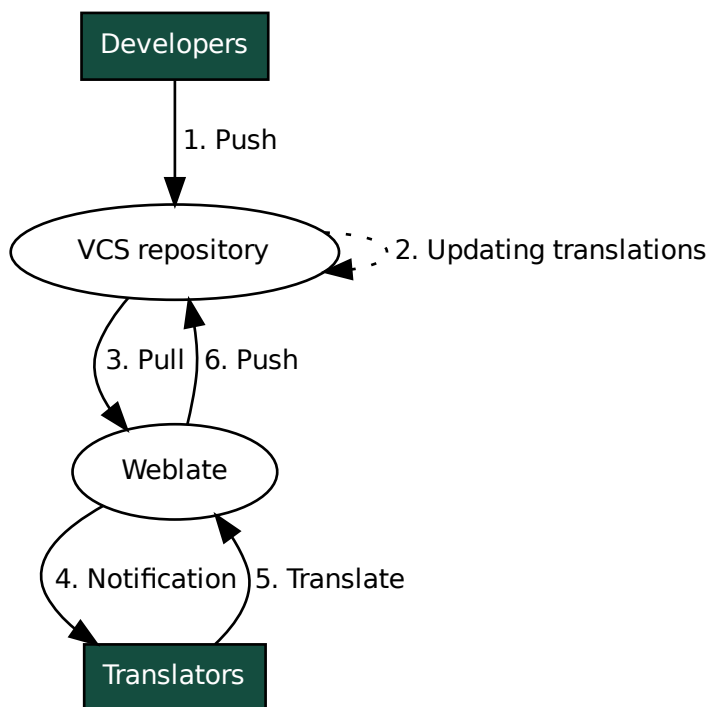 Developers
1. Push
VCS repository
2. Updating translations
3. Pull
6. Push
Weblate
4. Notification
5. Translate
Translators